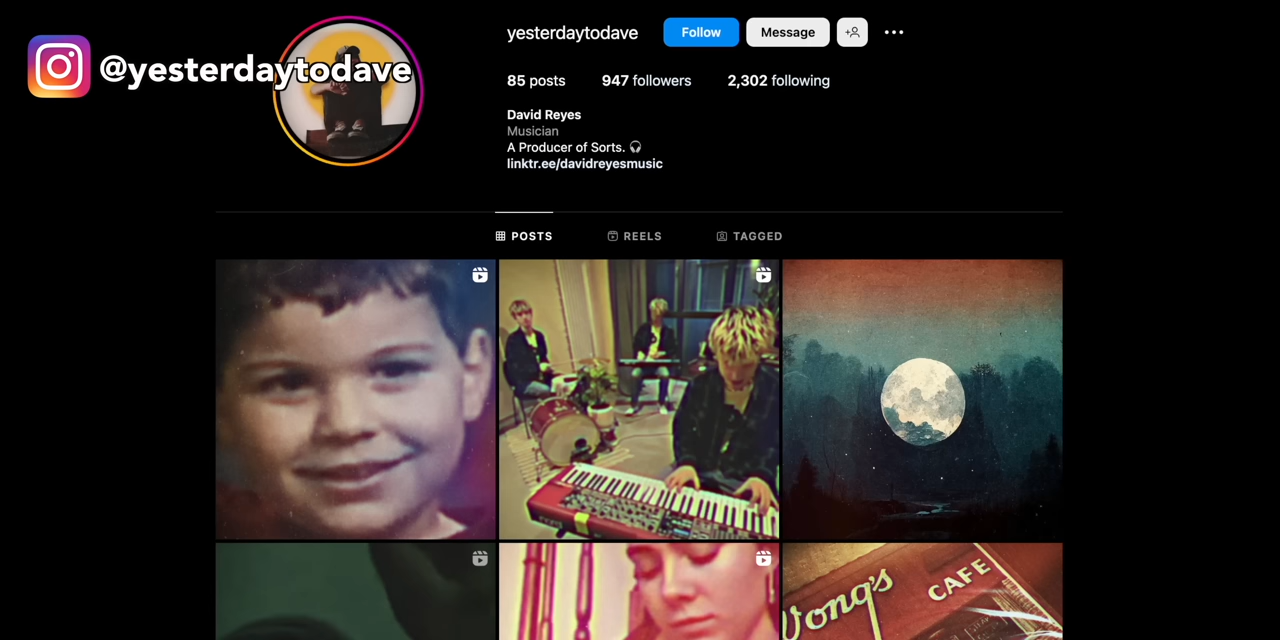 @yesterdaytodave
yesterdaytodave Follow Message
85 posts 947 followers 2,302 following
David Reyes
Musician
A Producer of Sorts. 🎧
linktr.ee/davidreyesmusic
POSTS REELS TAGGED
Wong's CAFE